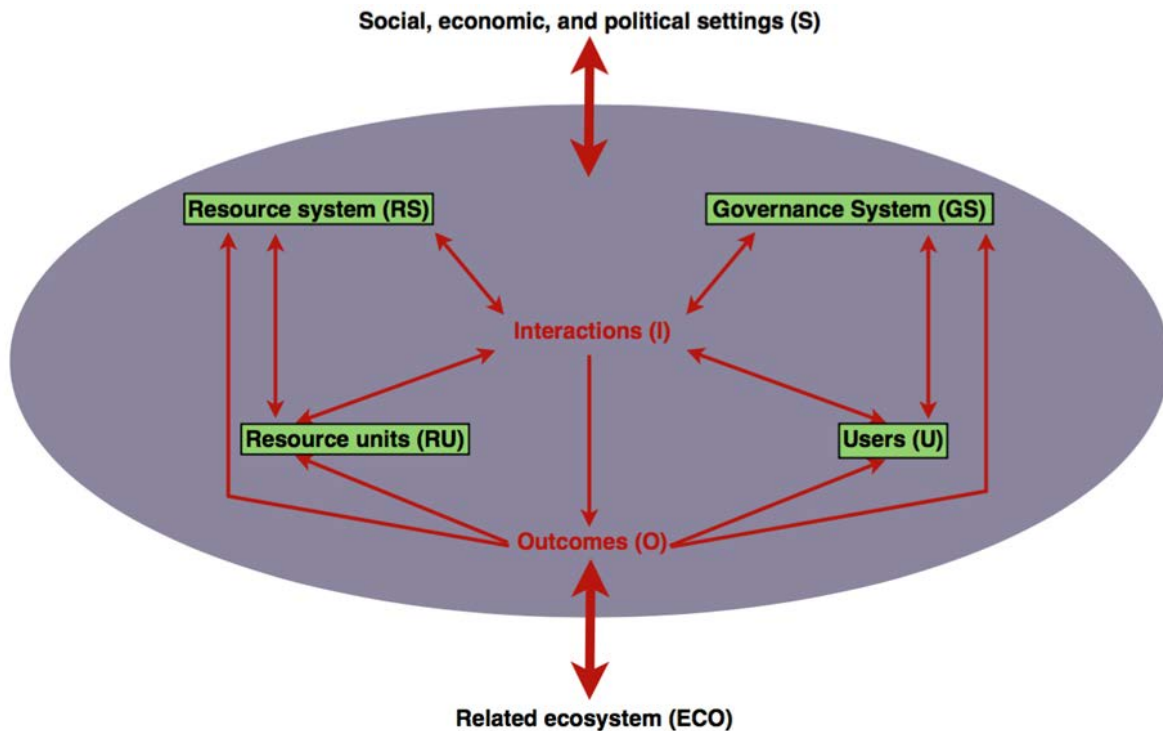 Social, economic, and political settings (S)
Resource system (RS)
Governance System (GS)
Interactions (I)
Resource units (RU)
Users (U)
Outcomes (O)
Related ecosystem (ECO)